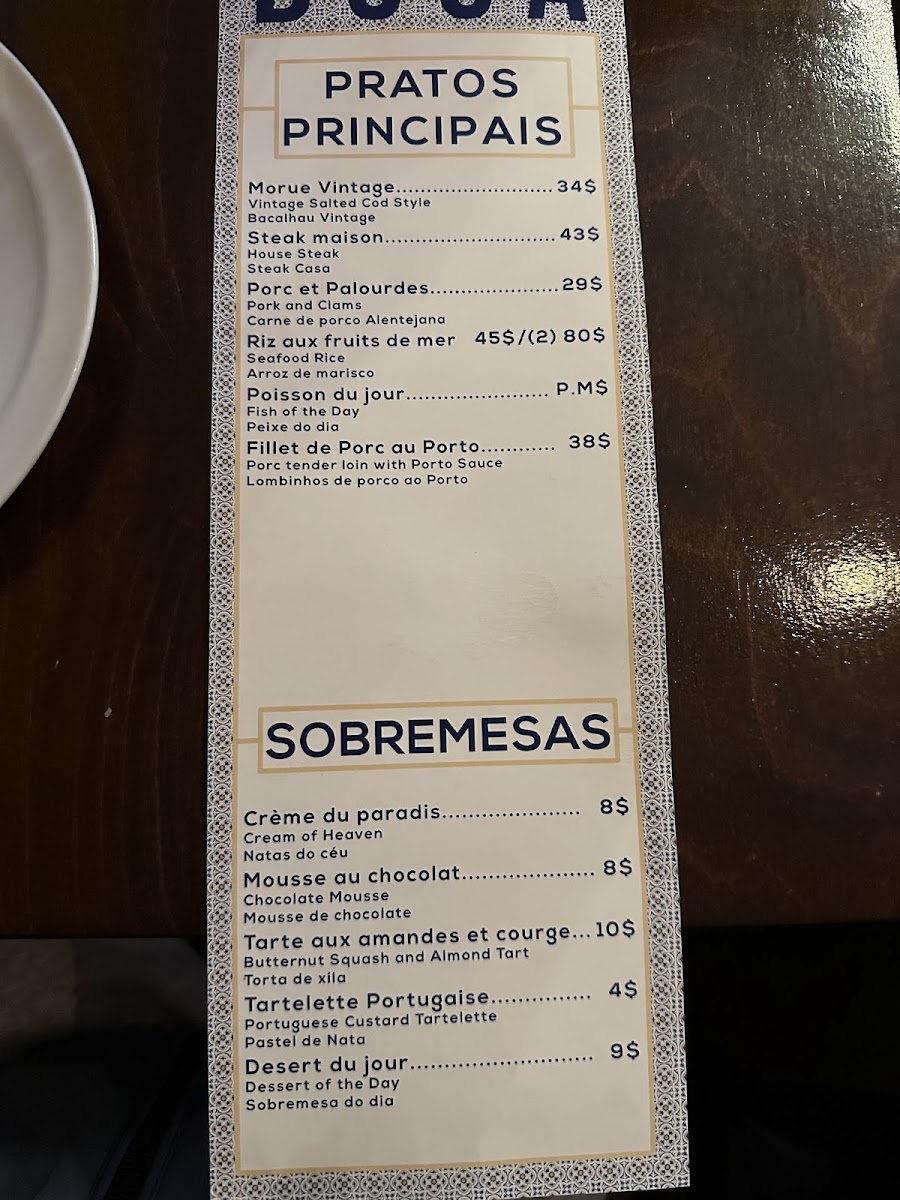 PRATOS
PRINCIPAIS
Morue Vintage.......................... 34$
Vintage Salted Cod Style
Bacalhau Vintage
Steak maison............................ 43$
House Steak
Steak Casa
Porc et Palourdes..................... 29$
Pork and Clams
Carne de porco Alentejana
Riz aux fruits de mer 45$/(2) 80$
Seafood Rice
Arroz de marisco
Poisson du jour....................... P.M$
Fish of the Day
Peixe do dia
Fillet de Porc au Porto............ 38$
Porc tender loin with Porto Sauce
Lombinhos de porco ao Porto
SOBREMESAS
Crème du paradis..................... 8$
Cream of Heaven
Natas do céu
Mousse au chocolat.................... 8$
Chocolate Mousse
Mousse de chocolate
Tarte aux amandes et courge... 10$
Butternut Squash and Almond Tart
Torta de xila
Tartelette Portugaise............... 4$
Portuguese Custard Tartelette
Pastel de Nata
Desert du jour........................... 9$
Dessert of the Day
Sobremesa do dia